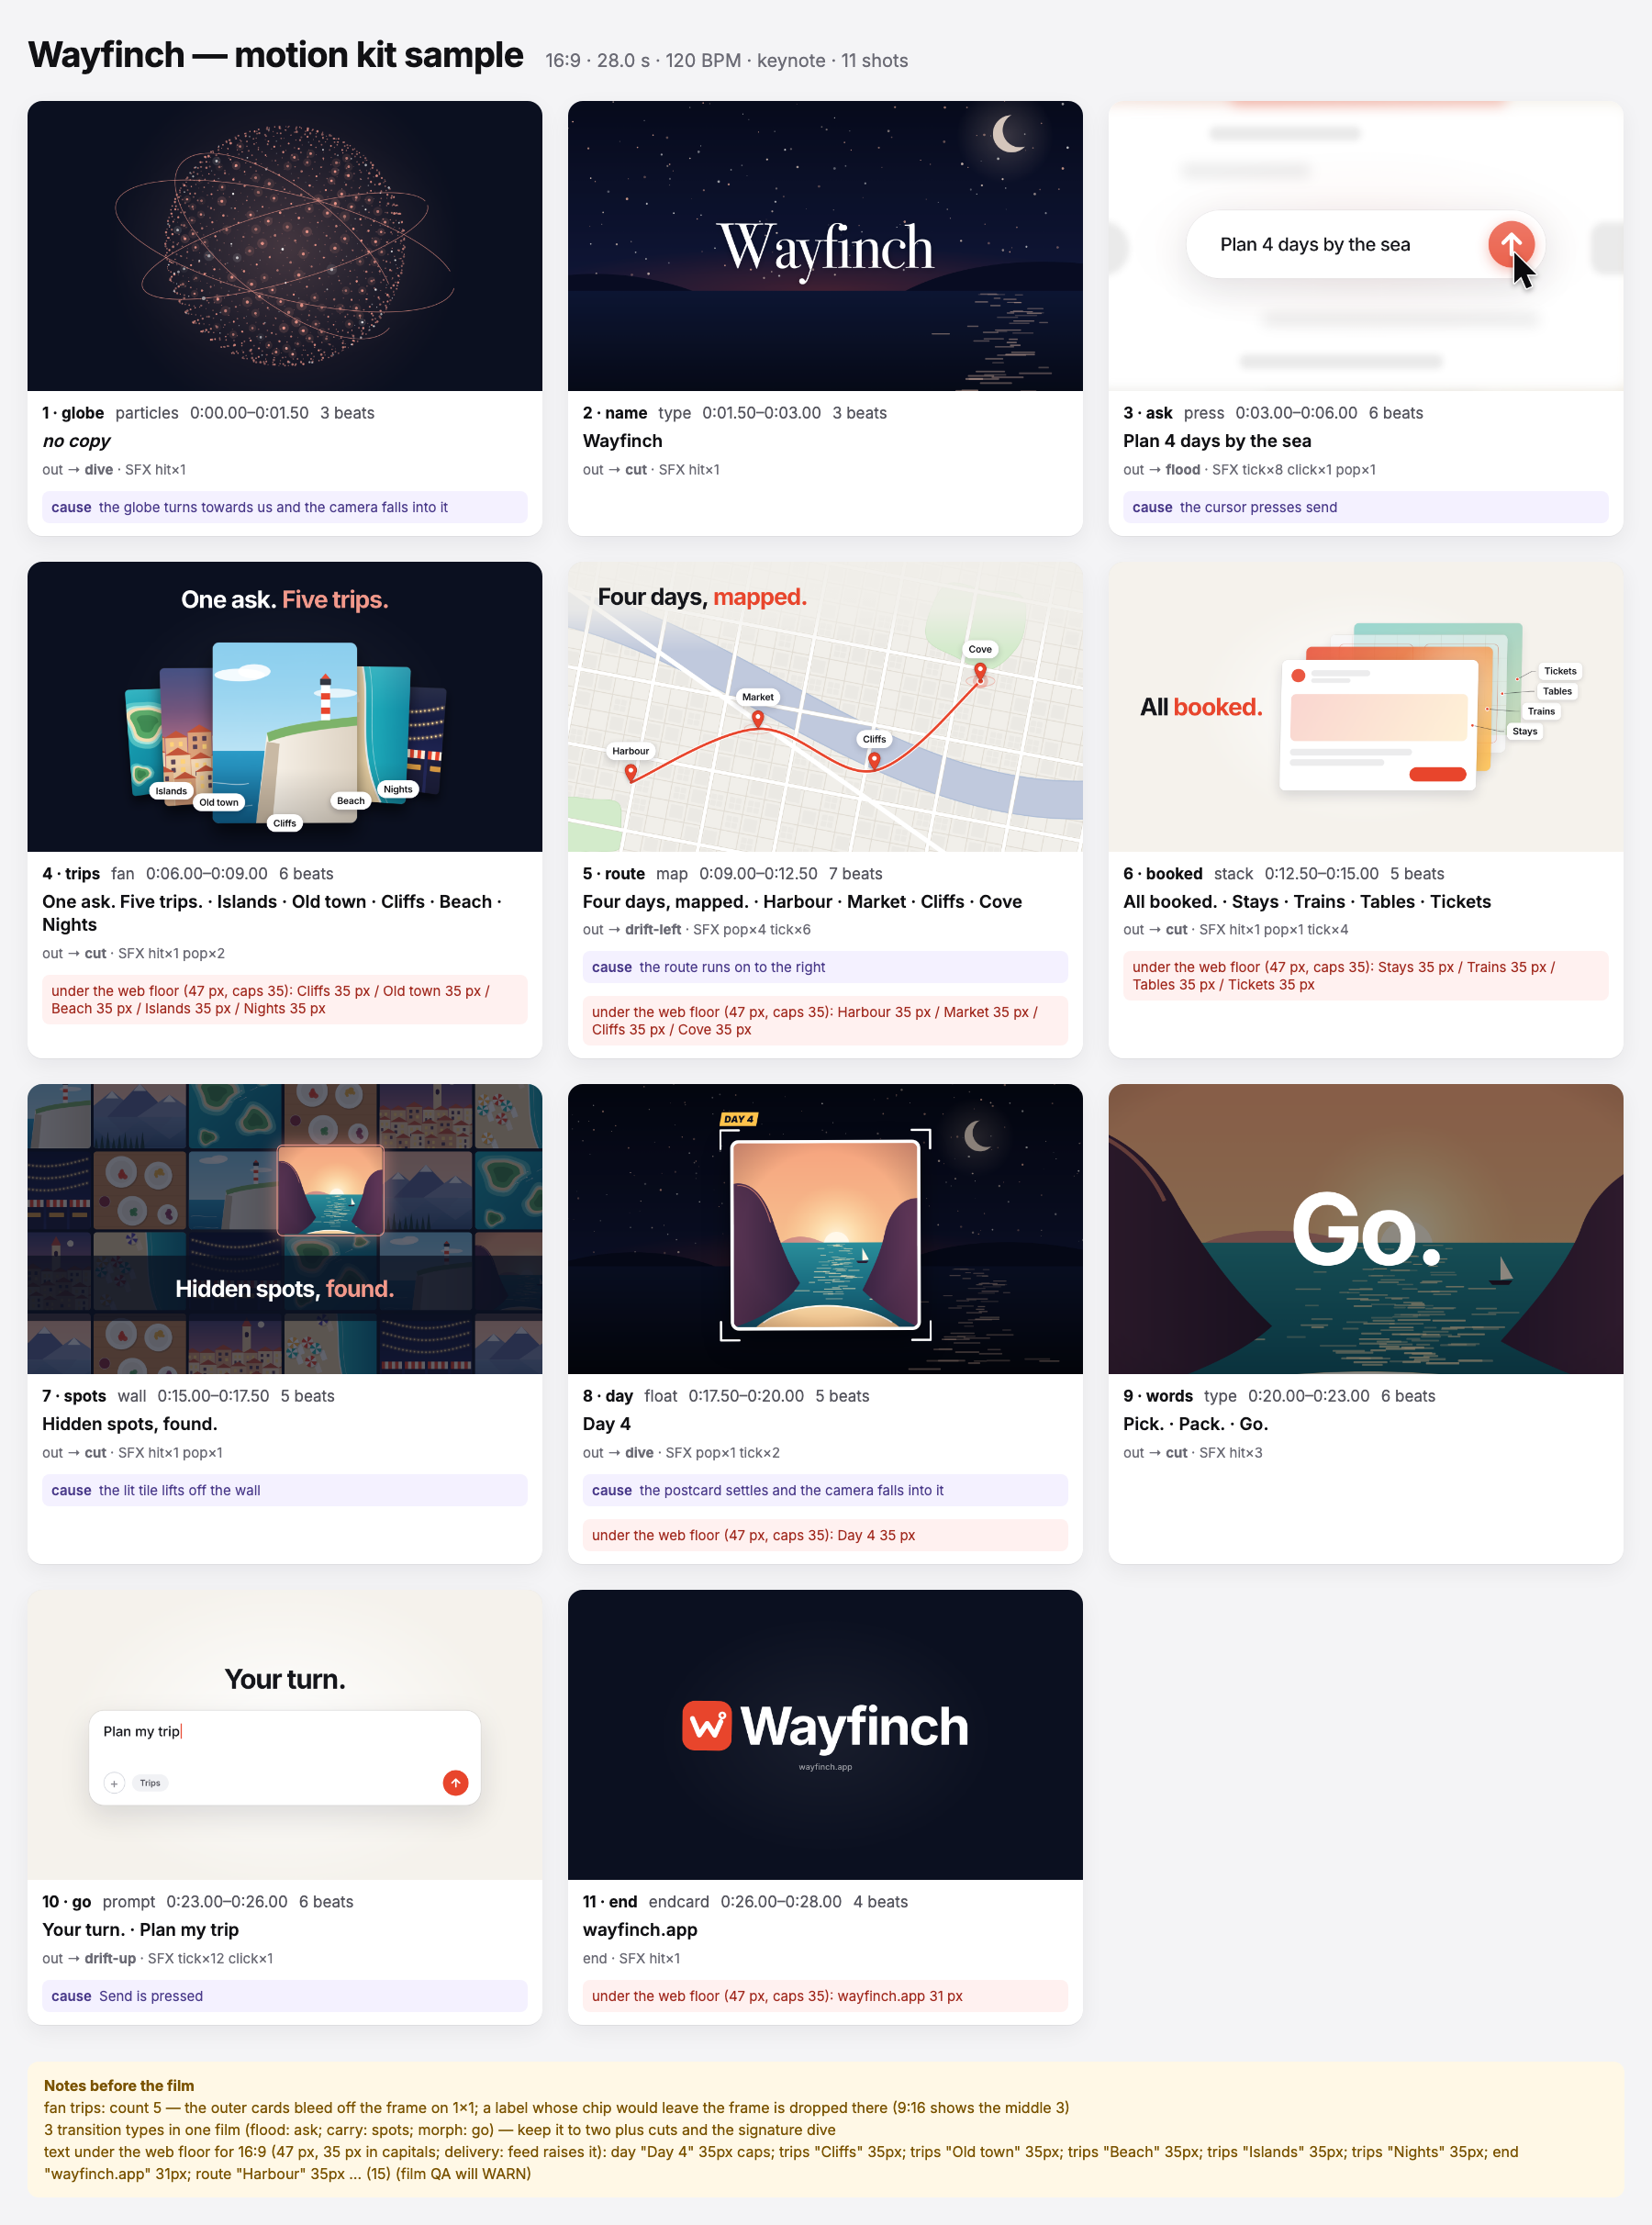 Wayfinch — motion kit sample 16:9 · 28.0 s · 120 BPM · keynote · 11 shots
1 · globe particles 0:00.00–0:01.50 3 beats
no copy
out → dive · SFX hit×1
cause the globe turns towards us and the camera falls into it
Wayfinch
2 · name type 0:01.50–0:03.00 3 beats
Wayfinch
out → cut · SFX hit×1
Plan 4 days by the sea
3 · ask press 0:03.00–0:06.00 6 beats
Plan 4 days by the sea
out → flood · SFX tick×8 click×1 pop×1
cause the cursor presses send
One ask. Five trips.
Islands
Old town
Cliffs
Beach
Nights
4 · trips fan 0:06.00–0:09.00 6 beats
One ask. Five trips. · Islands · Old town · Cliffs · Beach ·
Nights
out → cut · SFX hit×1 pop×2
under the web floor (47 px, caps 35): Cliffs 35 px / Old town 35 px /
Beach 35 px / Islands 35 px / Nights 35 px
Four days, mapped.
Cove
Market
Cliffs
Harbour
5 · route map 0:09.00–0:12.50 7 beats
Four days, mapped. · Harbour · Market · Cliffs · Cove
out → drift-left · SFX pop×4 tick×6
cause the route runs on to the right
under the web floor (47 px, caps 35): Harbour 35 px / Market 35 px /
Cliffs 35 px / Cove 35 px
All booked.
Tickets
Tables
Trains
Stays
6 · booked stack 0:12.50–0:15.00 5 beats
All booked. · Stays · Trains · Tables · Tickets
out → cut · SFX hit×1 pop×1 tick×4
under the web floor (47 px, caps 35): Stays 35 px / Trains 35 px /
Tables 35 px / Tickets 35 px
Hidden spots, found.
7 · spots wall 0:15.00–0:17.50 5 beats
Hidden spots, found.
out → cut · SFX hit×1 pop×1
cause the lit tile lifts off the wall
DAY 4
8 · day float 0:17.50–0:20.00 5 beats
Day 4
out → dive · SFX pop×1 tick×2
cause the postcard settles and the camera falls into it
under the web floor (47 px, caps 35): Day 4 35 px
Go.
9 · words type 0:20.00–0:23.00 6 beats
Pick. · Pack. · Go.
out → cut · SFX hit×3
Your turn.
Plan my trip
+ Trips
10 · go prompt 0:23.00–0:26.00 6 beats
Your turn. · Plan my trip
out → drift-up · SFX tick×12 click×1
cause Send is pressed
Wayfinch
wayfinch.app
11 · end endcard 0:26.00–0:28.00 4 beats
wayfinch.app
end · SFX hit×1
under the web floor (47 px, caps 35): wayfinch.app 31 px
Notes before the film
fan trips: count 5 — the outer cards bleed off the frame on 1×1; a label whose chip would leave the frame is dropped there (9:16 shows the middle 3)
3 transition types in one film (flood: ask; carry: spots; morph: go) — keep it to two plus cuts and the signature dive
text under the web floor for 16:9 (47 px, 35 px in capitals; delivery: feed raises it): day "Day 4" 35px caps; trips "Cliffs" 35px; trips "Old town" 35px; trips "Beach" 35px; trips "Islands" 35px; trips "Nights" 35px; end
"wayfinch.app" 31px; route "Harbour" 35px … (15) (film QA will WARN)